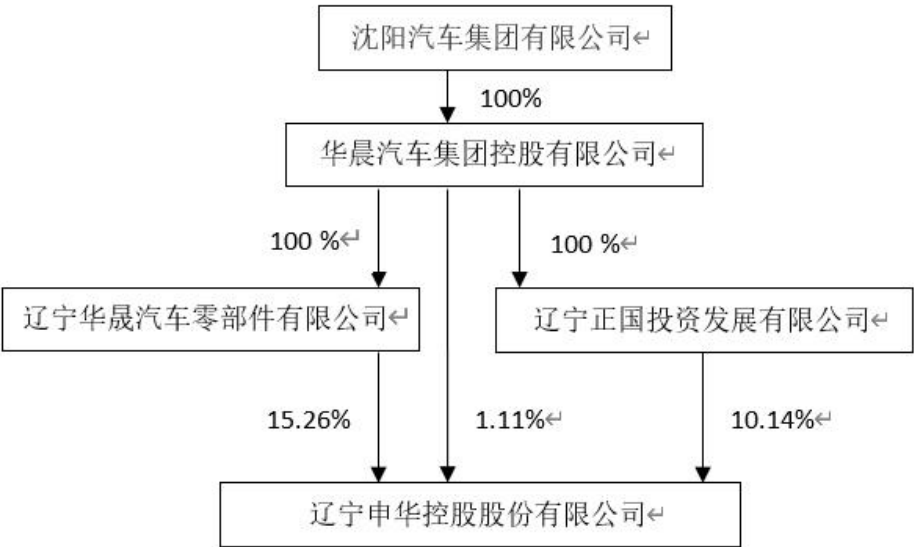 沈阳汽车集团有限公司↵
100%
华晨汽车集团控股有限公司↵
100 %↵
100 %↵
辽宁华晟汽车零部件有限公司↵
辽宁正国投资发展有限公司↵
15.26%
1.11%↵
10.14%↵
辽宁申华控股股份有限公司↵